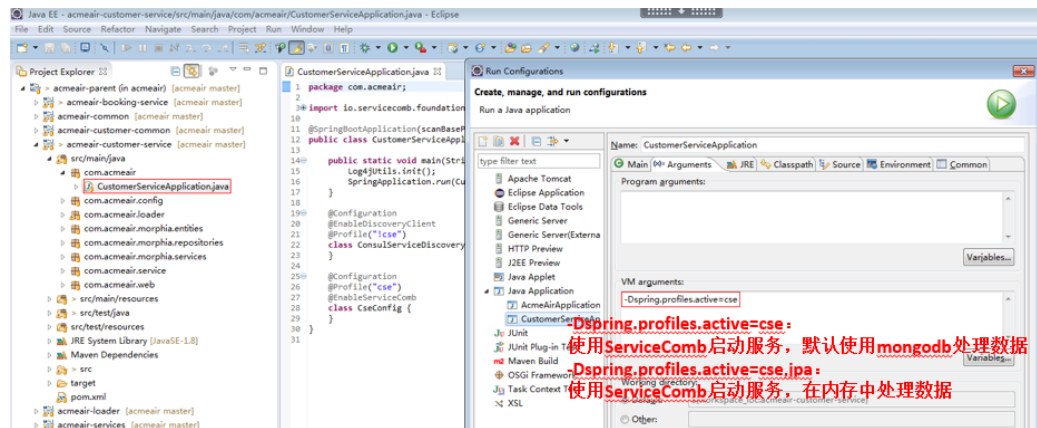 Java EE - acmeair-customer-service/src/main/java/com/acmeair/CustomerServiceApplication.java - Eclipse
File Edit Source Refactor Navigate Search Project Run Window Help
Project Explorer
acmeair-parent (in acmeair) [acmeair master]
> acmeair-booking-service [acmeair master]
acmeair-common [acmeair master]
acmeair-customer-common [acmeair master]
> acmeair-customer-service [acmeair master]
src/main/java
com.acmeair
CustomerServiceApplication.java
com.acmeair.config
com.acmeair.loader
com.acmeair.morphia.entities
com.acmeair.morphia.repositories
com.acmeair.morphia.services
com.acmeair.service
com.acmeair.web
> src/main/resources
> src/test/java
src/test/resources
JRE System Library [JavaSE-1.8]
Maven Dependencies
> src
target
pom.xml
acmeair-loader [acmeair master]
acmeair-services [acmeair master]
CustomerServiceApplication.java
1 package com.acmeair;
2
3 import io.servicecomb.foundation
10
11 @SpringBootApplication(scanBaseP
12 public class CustomerServiceAppl
13
14 public static void main(Stri
15 Log4jUtils.init();
16 SpringApplication.run(Cu
17 }
18
19 @Configuration
20 @EnableDiscoveryClient
21 @Profile("!cse")
22 class ConsulServiceDiscovery
23 }
24
25 @Configuration
26 @Profile("cse")
27 @EnableServiceComb
28 class CseConfig {
29 }
30 }
31
Run Configurations
Create, manage, and run configurations
Run a Java application
type filter text
Apache Tomcat
Eclipse Application
Eclipse Data Tools
Generic Server
Generic Server(Externa
HTTP Preview
J2EE Preview
Java Applet
Java Application
AcmeAirApplication
CustomerServiceAp
JUnit
JUnit Plug-in Te
Maven Build
OSGi Framework
Task Context T
XSL
Name: CustomerServiceApplication
Main Arguments JRE Classpath Source Environment Common
Program arguments:
Variables...
VM arguments:
-Dspring.profiles.active=cse
Variables...
Working directory:
Other:
-Dspring.profiles.active=cse：
使用ServiceComb启动服务，默认使用mongodb处理数据
-Dspring.profiles.active=cse,jpa：
使用ServiceComb启动服务，在内存中处理数据